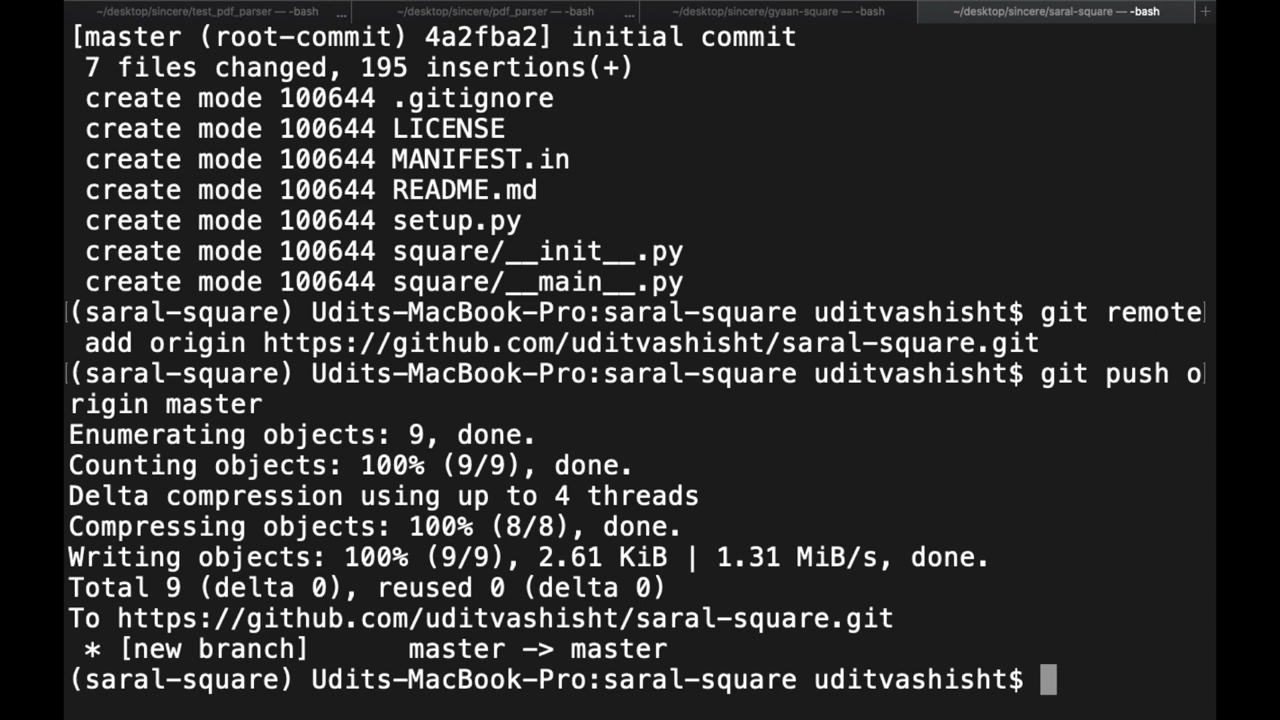 ~/desktop/sincere/test_pdf_parser — -bash ... ~/desktop/sincere/pdf_parser — -bash ... ~/desktop/sincere/gyaan-square — -bash ~/desktop/sincere/saral-square — -bash +
[master (root-commit) 4a2fba2] initial commit
 7 files changed, 195 insertions(+)
 create mode 100644 .gitignore
 create mode 100644 LICENSE
 create mode 100644 MANIFEST.in
 create mode 100644 README.md
 create mode 100644 setup.py
 create mode 100644 square/__init__.py
 create mode 100644 square/__main__.py
[(saral-square) Udits-MacBook-Pro:saral-square uditvashisht$ git remote]
 add origin https://github.com/uditvashisht/saral-square.git
[(saral-square) Udits-MacBook-Pro:saral-square uditvashisht$ git push o]
rigin master
Enumerating objects: 9, done.
Counting objects: 100% (9/9), done.
Delta compression using up to 4 threads
Compressing objects: 100% (8/8), done.
Writing objects: 100% (9/9), 2.61 KiB | 1.31 MiB/s, done.
Total 9 (delta 0), reused 0 (delta 0)
To https://github.com/uditvashisht/saral-square.git
 * [new branch]      master -> master
(saral-square) Udits-MacBook-Pro:saral-square uditvashisht$